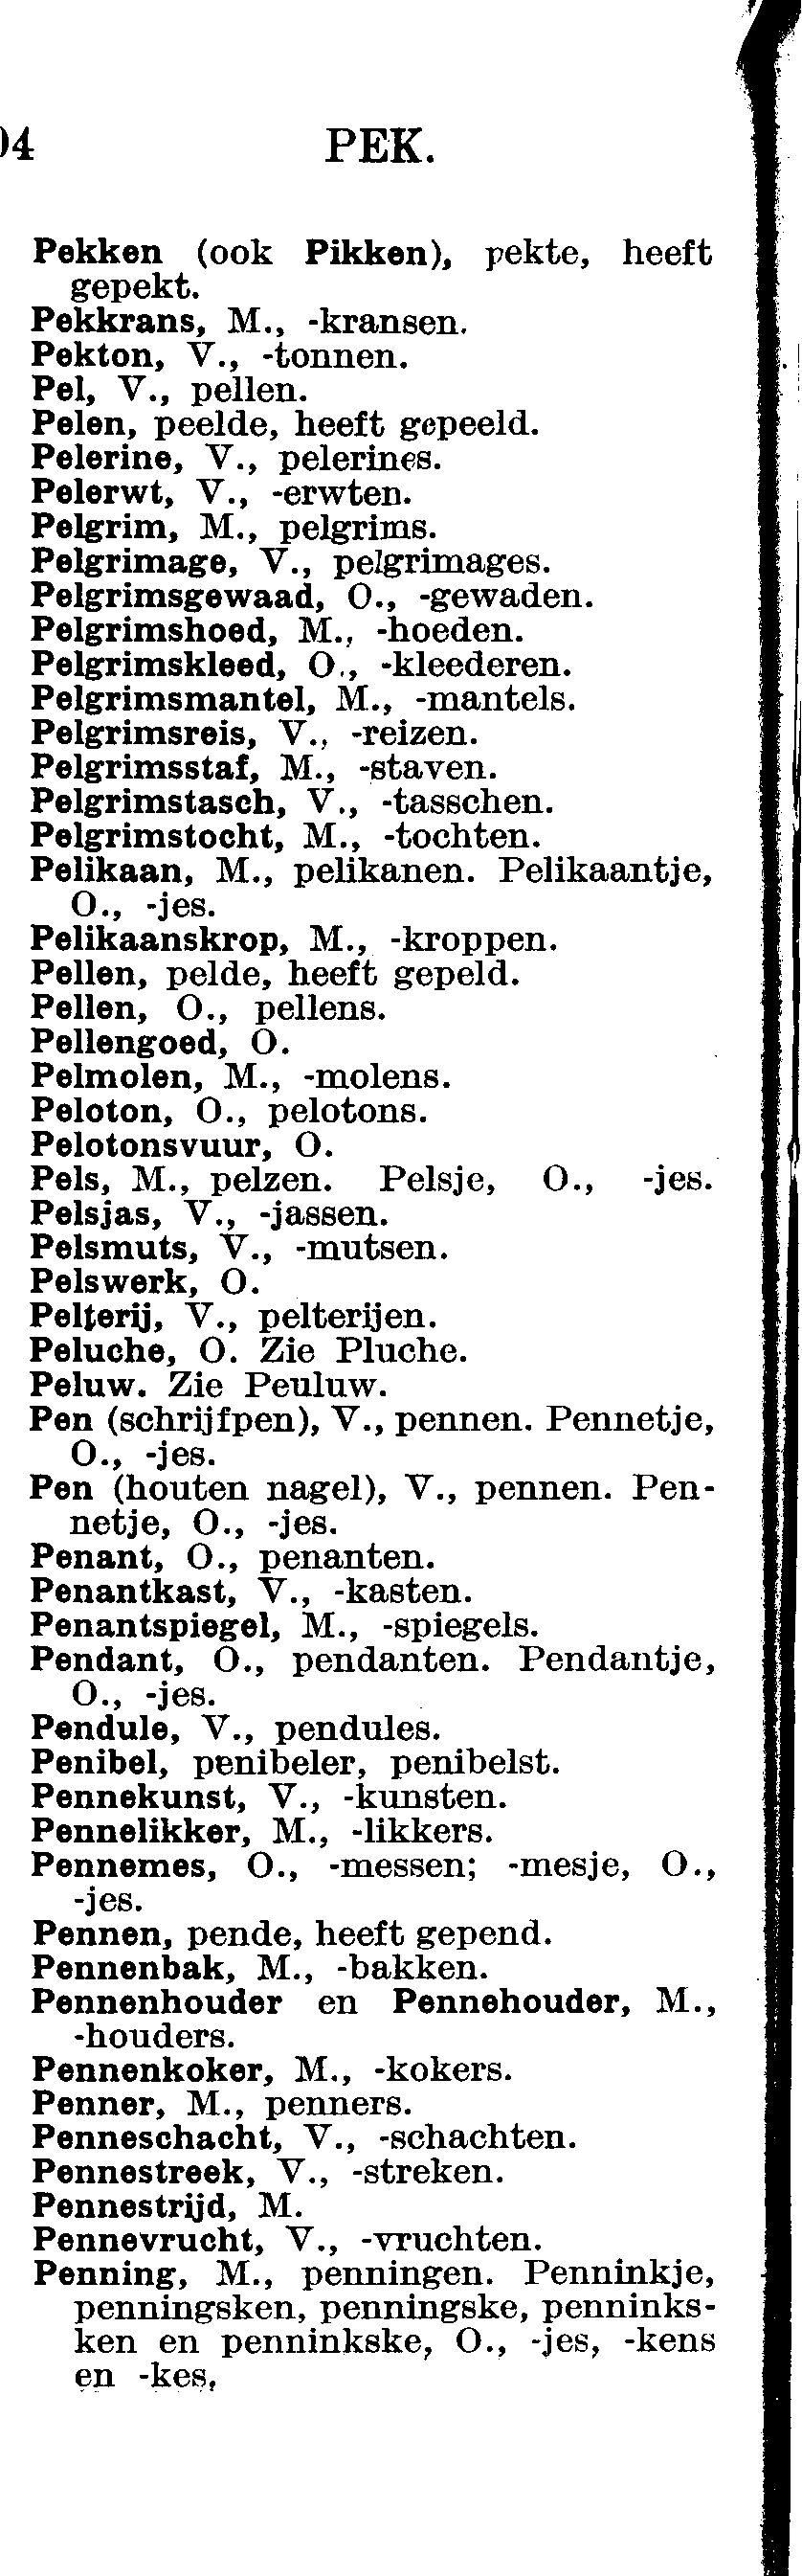 04 PEK.
Pekken (ook Pikken), pekte, heeft
gepekt.
Pekkrans, M., -kransen.
Pekton, V., -tonnen.
Pel, V., pellen.
Pelen, peelde, heeft gepeeld.
Pelerine, V., pelerines.
Pelerwt, V., -erwten.
Pelgrim, M., pelgrims.
Pelgrimage, V., pelgrimages.
Pelgrimsgewaad, O., -gewaden.
Pelgrimshoed, M., -hoeden.
Pelgrimskleed, O., -kleederen.
Pelgrimsmantel, M., -mantels.
Pelgrimsreis, V., -reizen.
Pelgrimsstaf, M., -staven.
Pelgrimstasch, V., -tasschen.
Pelgrimstocht, M., -tochten.
Pelikaan, M., pelikanen. Pelikaantje,
O., -jes.
Pelikaanskrop, M., -kroppen.
Pellen, pelde, heeft gepeld.
Pellen, O., pellens.
Pellengoed, O.
Pelmolen, M., -molens.
Peloton, O., pelotons.
Pelotonsvuur, O.
Pels, M., pelzen. Pelsje, O., -jes.
Pelsjas, V., -jassen.
Pelsmuts, V., -mutsen.
Pelswerk, O.
Pelterij, V., pelterijen.
Peluche, O. Zie Pluche.
Peluw. Zie Peuluw.
Pen (schrijfpen), V., pennen. Pennetje,
O., -jes.
Pen (houten nagel), V., pennen. Pen-
netje, O., -jes.
Penant, O., penanten.
Penantkast, V., -kasten.
Penantspiegel, M., -spiegels.
Pendant, O., pendanten. Pendantje,
O., -jes.
Pendule, V., pendules.
Penibel, penibeler, penibelst.
Pennekunst, V., -kunsten.
Pennelikker, M., -likkers.
Pennemes, O., -messen; -mesje, O.,
-jes.
Pennen, pende, heeft gepend.
Pennenbak, M., -bakken.
Pennenhouder en Pennehouder, M.,
-houders.
Pennenkoker, M., -kokers.
Penner, M., penners.
Penneschacht, V., -schachten.
Pennestreek, V., -streken.
Pennestrijd, M.
Pennevrucht, V., -vruchten.
Penning, M., penningen. Penninkje,
penningsken, penningske, penninks-
ken en penninkske, O., -jes, -kens
en -kes.